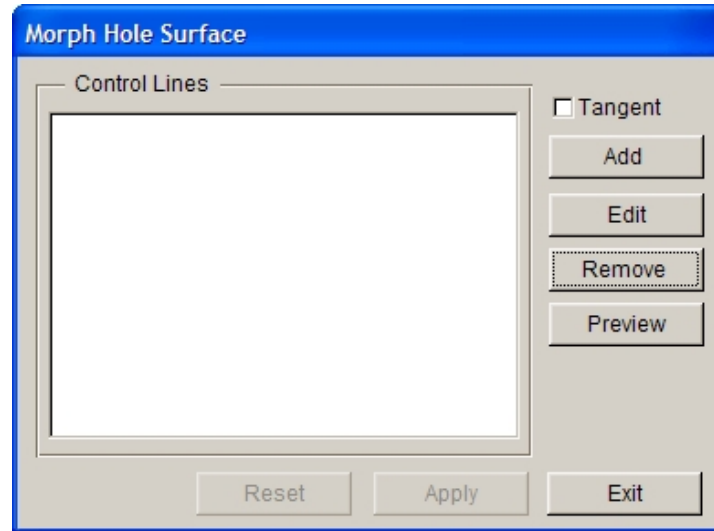 Morph Hole Surface
Control Lines
Tangent
Add
Edit
Remove
Preview
Reset
Apply
Exit